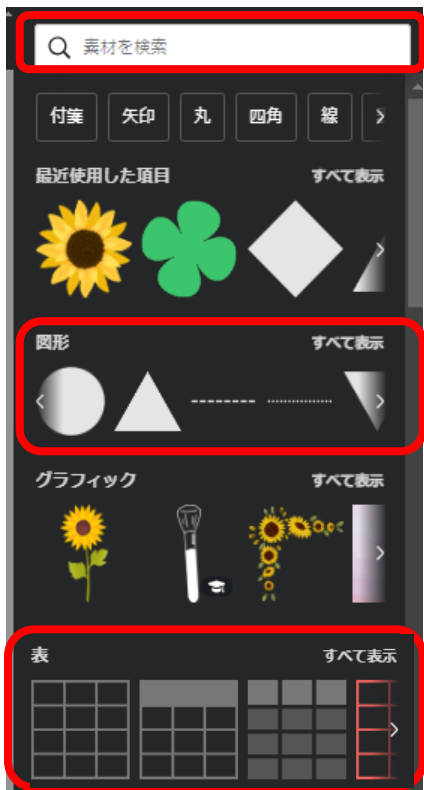 素材を検索
付箋 矢印 丸 四角 線
最近使用した項目 すべて表示
図形 すべて表示
グラフィック すべて表示
表 すべて表示